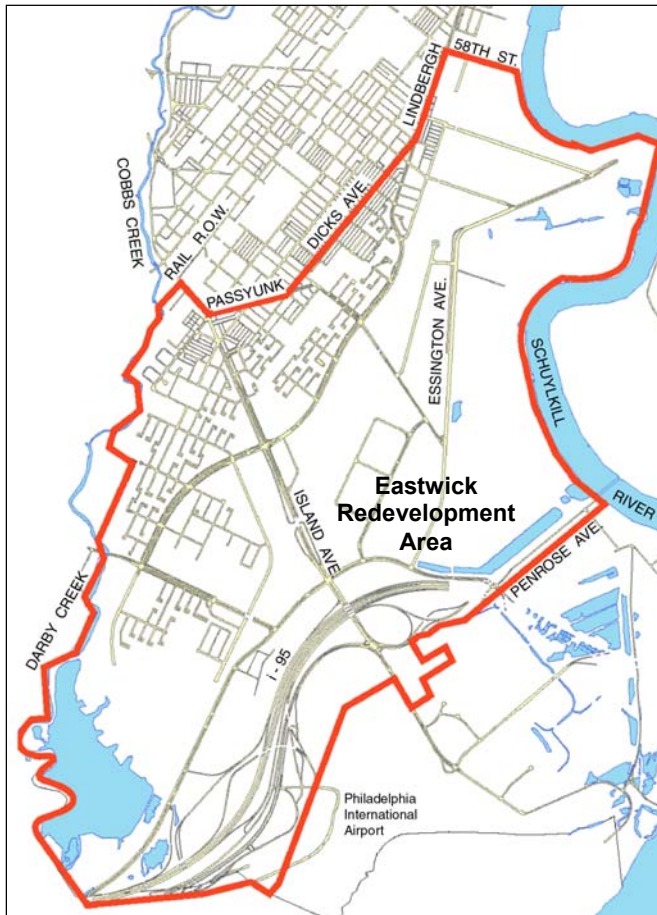 58TH ST.
LINDBERGH
COBBS CREEK
RAIL R.O.W.
DICKS AVE.
PASSYUNK
ESSINGTON AVE.
SCHUYLKILL
RIVER
ISLAND AVE.
Eastwick
Redevelopment
Area
PENROSE AVE.
DARBY CREEK
i - 95
Philadelphia
International
Airport